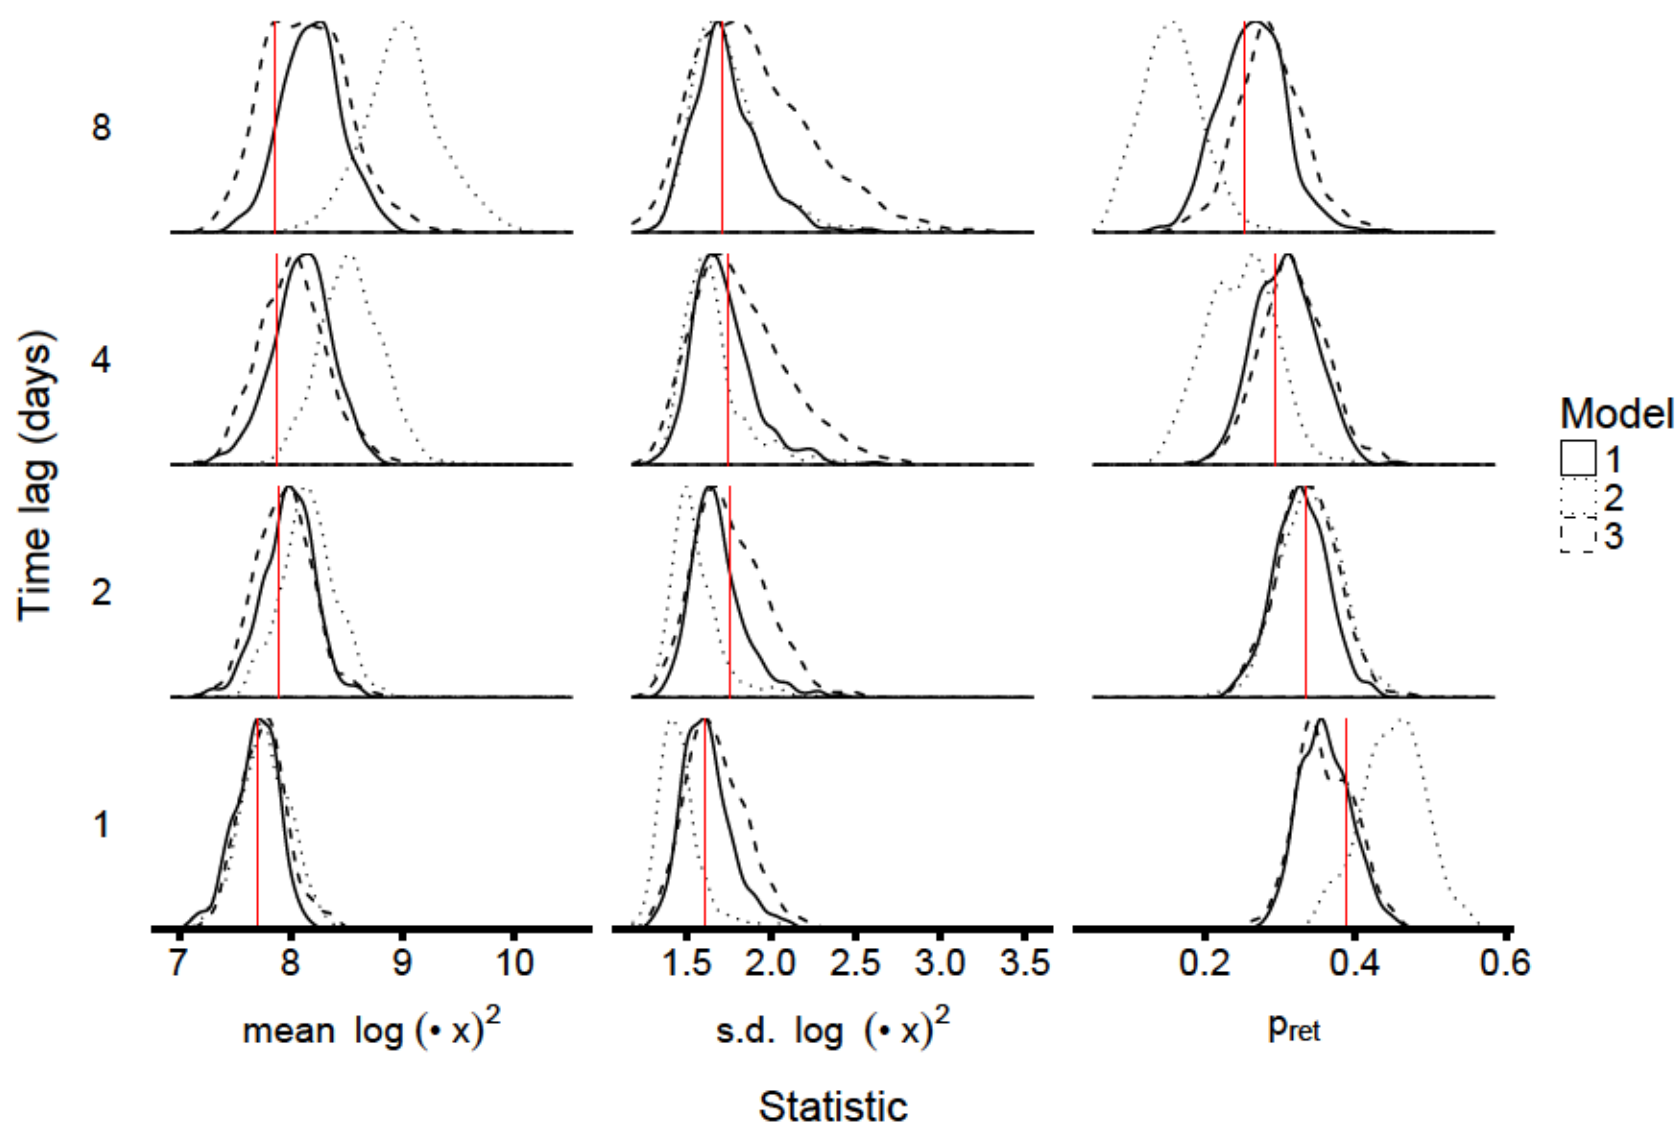 Time lag (days)
8
4
2
1
7 8 9 10
1.5 2.0 2.5 3.0 3.5
0.2 0.4 0.6
mean log (• x)²
s.d. log (• x)²
pret
Statistic
Model
1
2
3